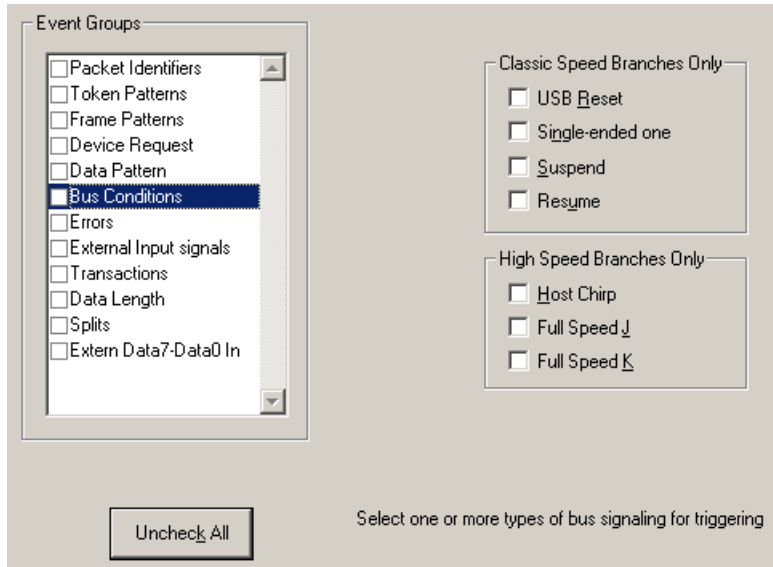 Event Groups
Packet Identifiers
Token Patterns
Frame Patterns
Device Request
Data Pattern
Bus Conditions
Errors
External Input signals
Transactions
Data Length
Splits
Extern Data7-Data0 In
Classic Speed Branches Only
USB Reset
Single-ended one
Suspend
Resume
High Speed Branches Only
Host Chirp
Full Speed J
Full Speed K
Uncheck All
Select one or more types of bus signaling for triggering